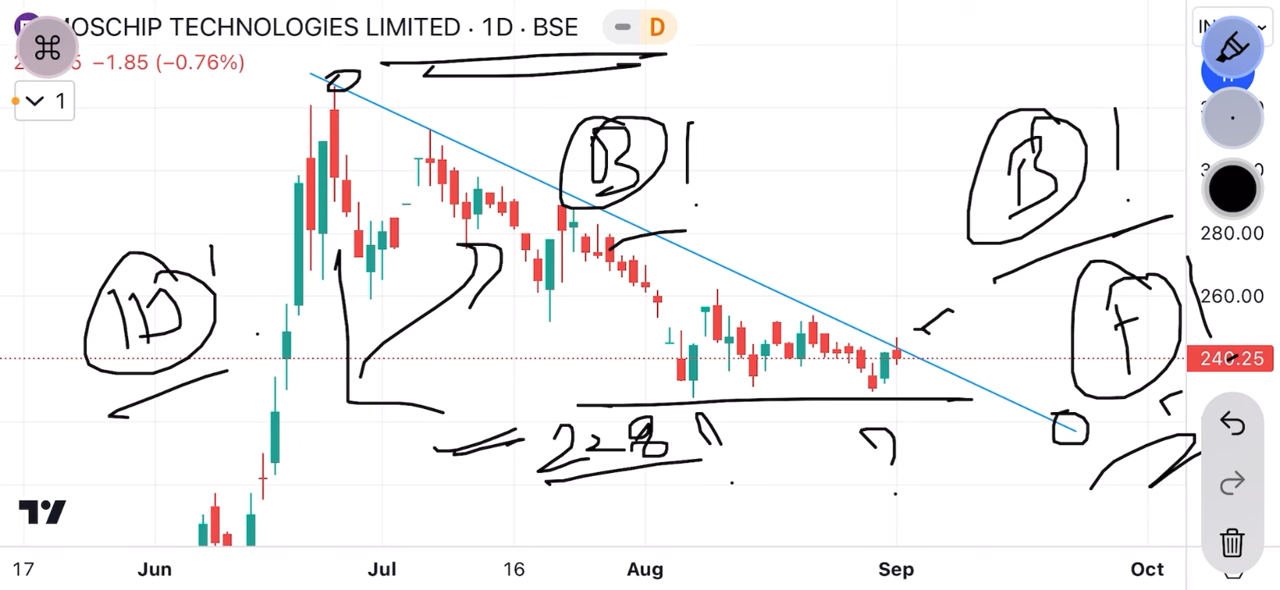 MOSCHIP TECHNOLOGIES LIMITED · 1D · BSE D
−1.85 (−0.76%)
1
B !
B !
280.00
1D !
260.00
F
240.25
228
17 Jun Jul 16 Aug Sep Oct